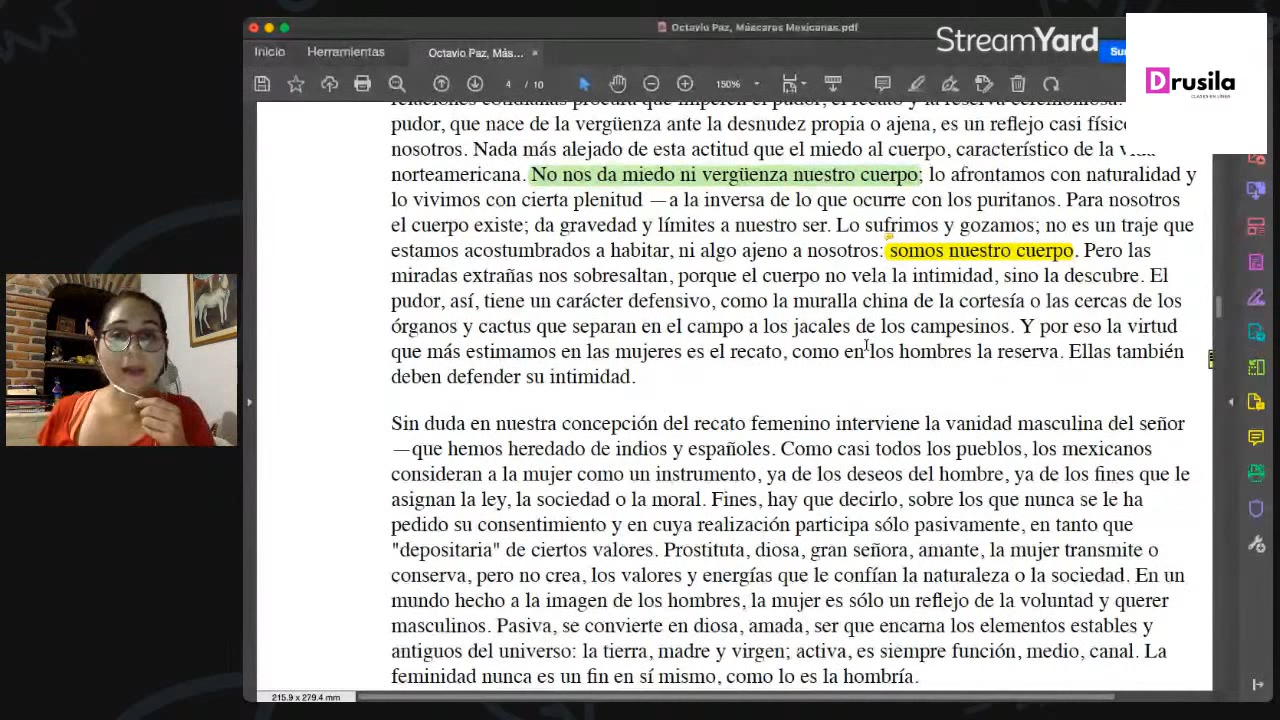 Octavio Paz, Máscaras Mexicanas.pdf
StreamYard
Inicio
Herramientas
Octavio Paz, Más...
Drusila
CLASES EN LÍNEA
4 / 10
150%
relaciones cotidianas procura que imperen el pudor, el recato y la reserva ceremoniosa.
pudor, que nace de la vergüenza ante la desnudez propia o ajena, es un reflejo casi físico
nosotros. Nada más alejado de esta actitud que el miedo al cuerpo, característico de la vida
norteamericana. No nos da miedo ni vergüenza nuestro cuerpo; lo afrontamos con naturalidad y
lo vivimos con cierta plenitud —a la inversa de lo que ocurre con los puritanos. Para nosotros
el cuerpo existe; da gravedad y límites a nuestro ser. Lo sufrimos y gozamos; no es un traje que
estamos acostumbrados a habitar, ni algo ajeno a nosotros: somos nuestro cuerpo. Pero las
miradas extrañas nos sobresaltan, porque el cuerpo no vela la intimidad, sino la descubre. El
pudor, así, tiene un carácter defensivo, como la muralla china de la cortesía o las cercas de los
órganos y cactus que separan en el campo a los jacales de los campesinos. Y por eso la virtud
que más estimamos en las mujeres es el recato, como en los hombres la reserva. Ellas también
deben defender su intimidad.
Sin duda en nuestra concepción del recato femenino interviene la vanidad masculina del señor
—que hemos heredado de indios y españoles. Como casi todos los pueblos, los mexicanos
consideran a la mujer como un instrumento, ya de los deseos del hombre, ya de los fines que le
asignan la ley, la sociedad o la moral. Fines, hay que decirlo, sobre los que nunca se le ha
pedido su consentimiento y en cuya realización participa sólo pasivamente, en tanto que
"depositaria" de ciertos valores. Prostituta, diosa, gran señora, amante, la mujer transmite o
conserva, pero no crea, los valores y energías que le confían la naturaleza o la sociedad. En un
mundo hecho a la imagen de los hombres, la mujer es sólo un reflejo de la voluntad y querer
masculinos. Pasiva, se convierte en diosa, amada, ser que encarna los elementos estables y
antiguos del universo: la tierra, madre y virgen; activa, es siempre función, medio, canal. La
feminidad nunca es un fin en sí mismo, como lo es la hombría.
215.9 x 279.4 mm